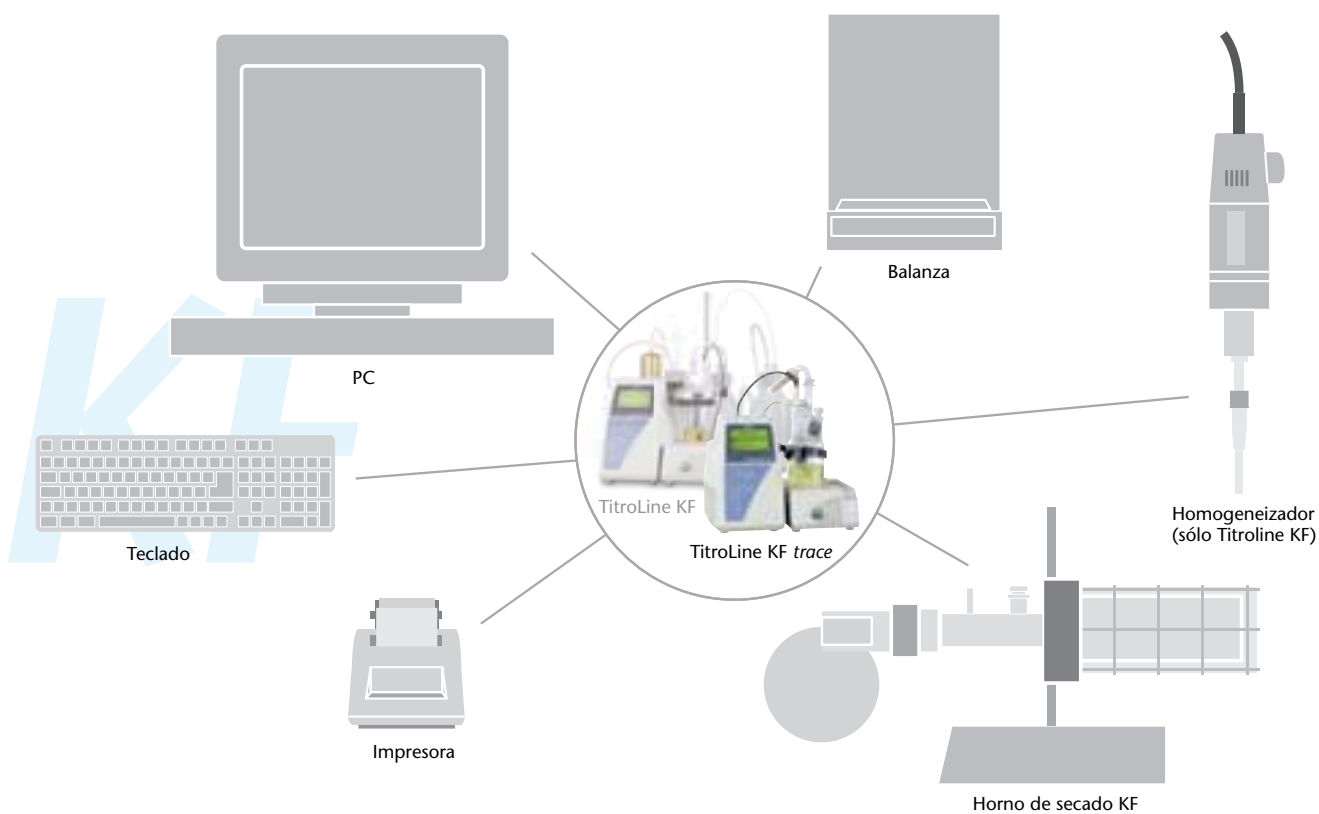 Balanza
PC
KF
TitroLine KF
TitroLine KF trace
Teclado
Homogeneizador
(sólo Titroline KF)
Impresora
Horno de secado KF